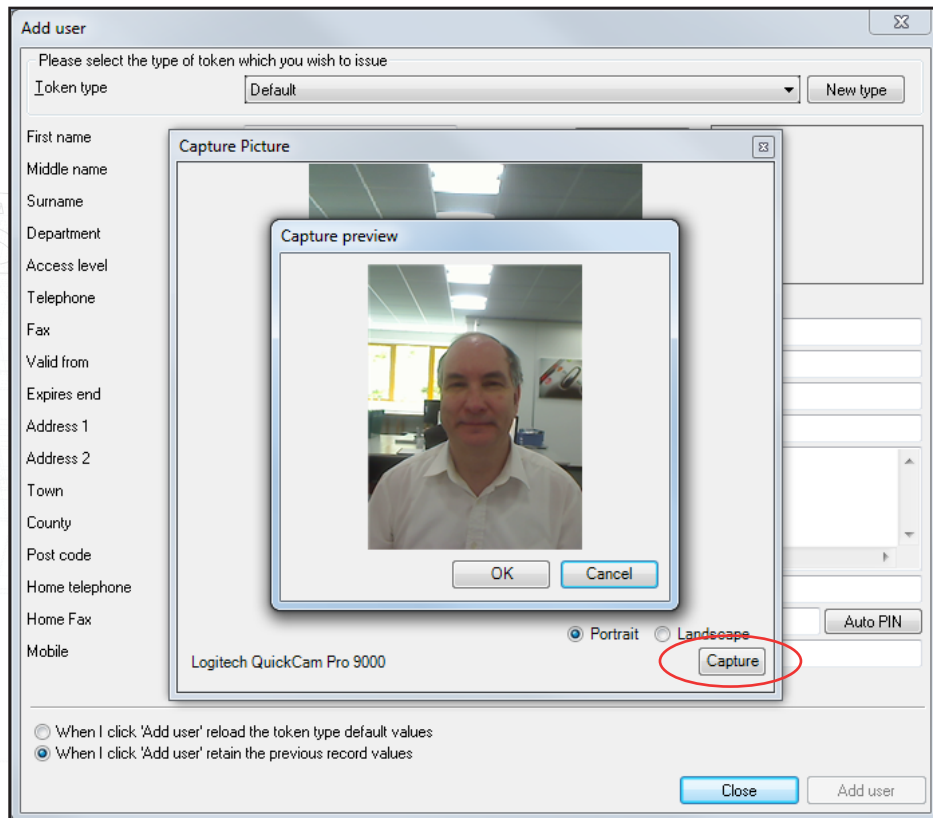 Add user
Please select the type of token which you wish to issue
Token type
Default
New type
First name
Middle name
Surname
Department
Access level
Telephone
Fax
Valid from
Expires end
Address 1
Address 2
Town
County
Post code
Home telephone
Home Fax
Mobile
Capture Picture
Capture preview
OK Cancel
Portrait Landscape
Auto PIN
Logitech QuickCam Pro 9000
Capture
When I click 'Add user' reload the token type default values
When I click 'Add user' retain the previous record values
Close Add user